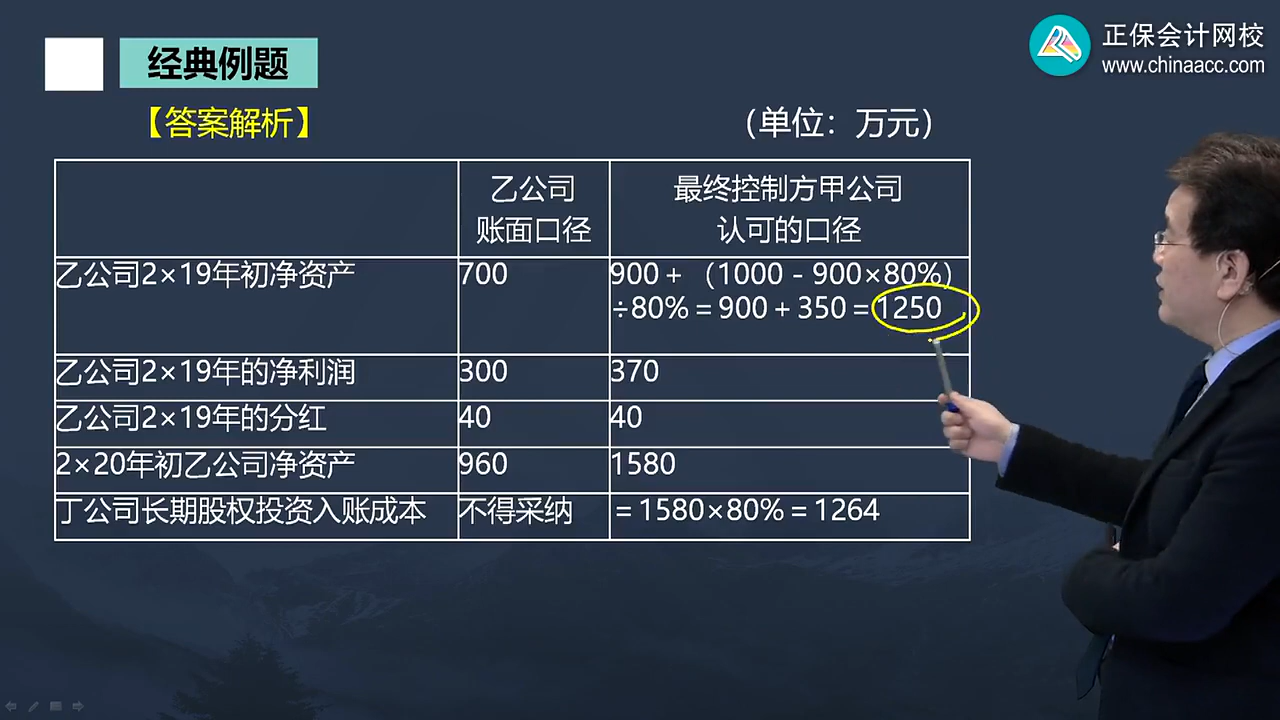 经典例题
正保会计网校
www.chinaacc.com
【答案解析】
（单位：万元）
乙公司
账面口径
最终控制方甲公司
认可的口径
乙公司2×19年初净资产
700
900＋（1000－900×80%）
÷80%＝900＋350＝1250
乙公司2×19年的净利润
300
370
乙公司2×19年的分红
40
40
2×20年初乙公司净资产
960
1580
丁公司长期股权投资入账成本
不得采纳
＝1580×80%＝1264